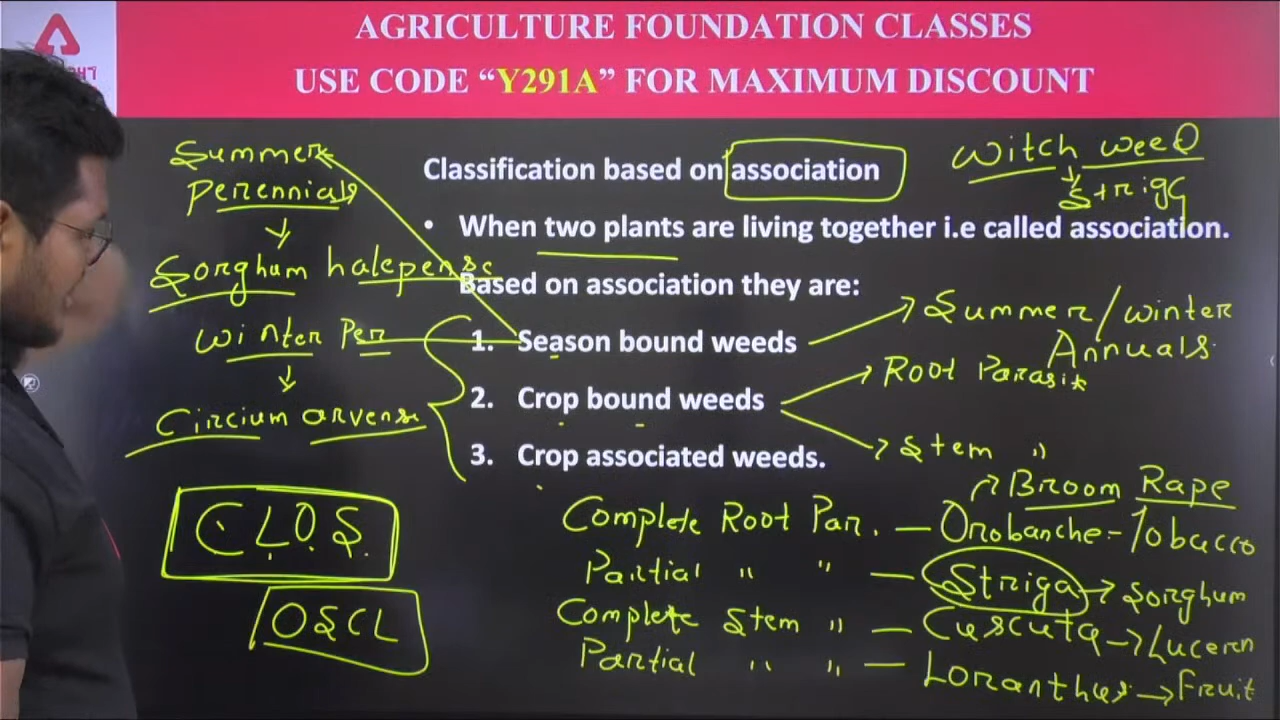 AGRICULTURE FOUNDATION CLASSES
USE CODE “Y291A” FOR MAXIMUM DISCOUNT
Summer
Perennials
Sorghum halepense
Winter Per
Circium arvense
CLOS
OSCL
Classification based on association
• When two plants are living together i.e called association.
Based on association they are:
1. Season bound weeds
2. Crop bound weeds
3. Crop associated weeds.
Witch weed
Striga
Summer/winter
Annuals
Root Parasite
Stem "
Broom Rape
Complete Root Par. — Orobanche - Tobacco
Partial " " — Striga → Sorghum
Complete Stem " — Cuscuta → Lucern
Partial " " — Loranthus → Fruit